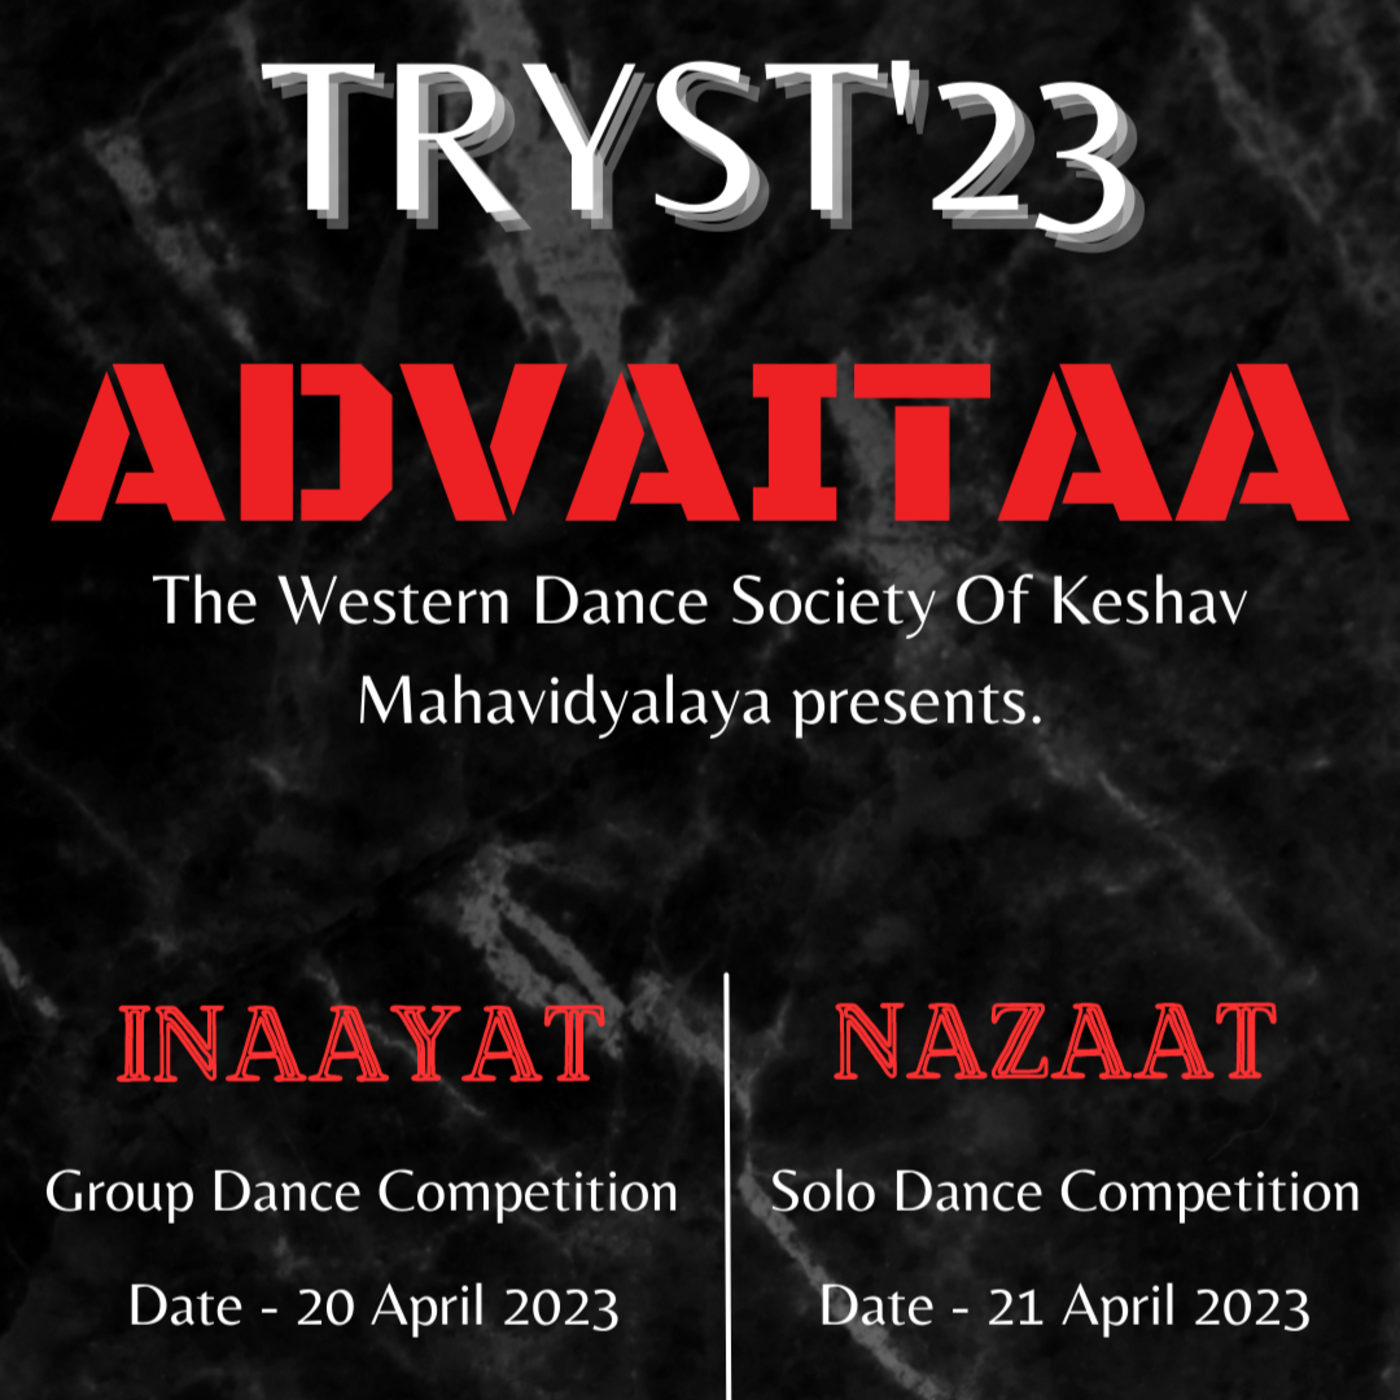 TRYST'23
ADVAITAA
The Western Dance Society Of Keshav
Mahavidyalaya presents.
INAAYAT
Group Dance Competition
Date - 20 April 2023
NAZAAT
Solo Dance Competition
Date - 21 April 2023